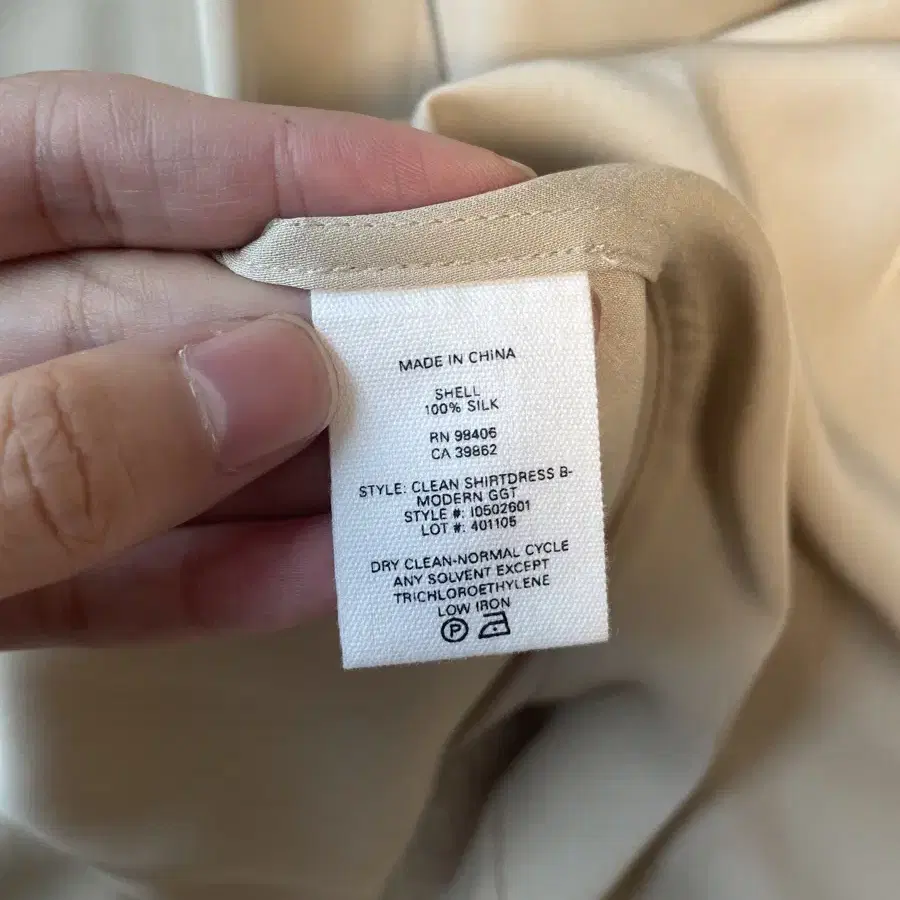 MADE IN CHINA
SHELL
100% SILK
RN 98406
CA 39862
STYLE: CLEAN SHIRTDRESS B-
MODERN GGT
STYLE #: I0502601
LOT #: 401105
DRY CLEAN-NORMAL CYCLE
ANY SOLVENT EXCEPT
TRICHLOROETHYLENE
LOW IRON
P